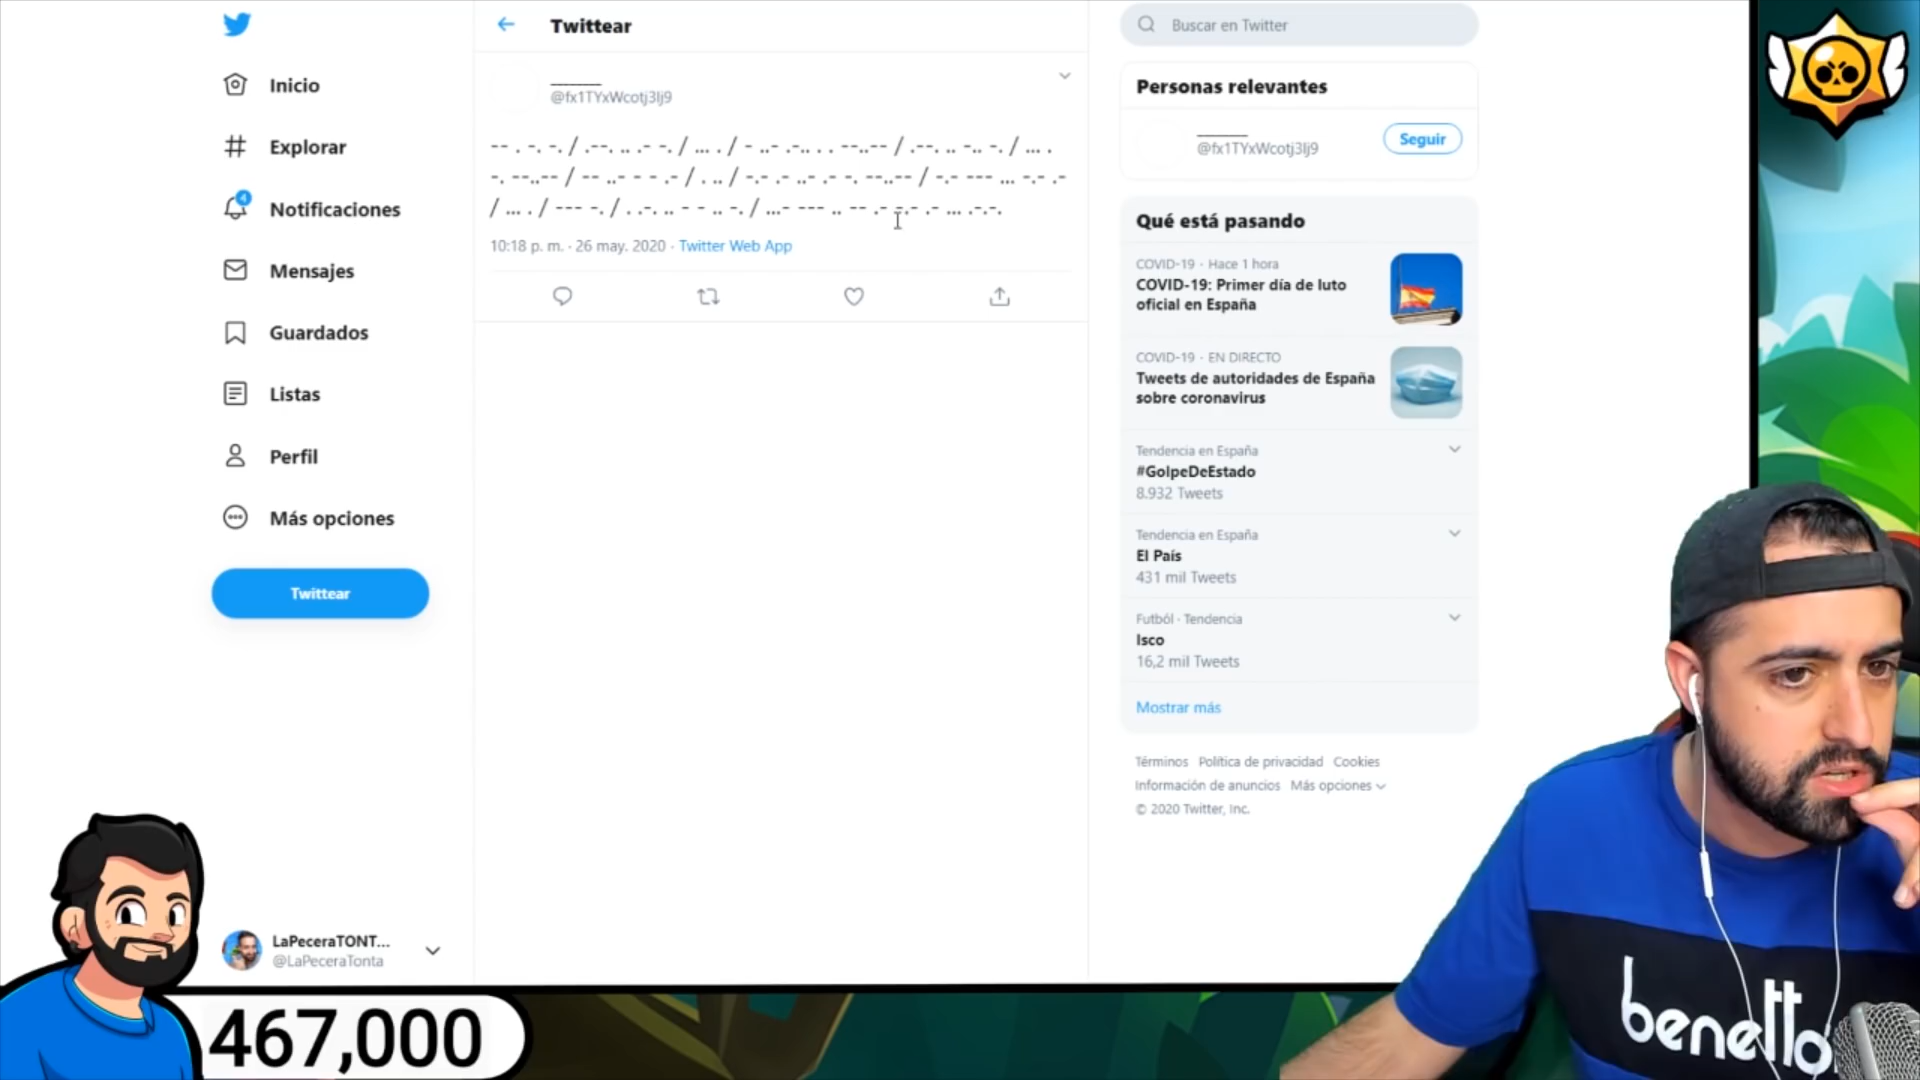 Twittear
Buscar en Twitter
Inicio
@fx1TYxWcotj3lj9
Personas relevantes
-- . -. -. / .--. .. .- -. / ... . / - ..- .-.. . . --..-- / .--. .. -.. -. / ... .
-. --..-- / -- ..- - - .- / . .. / -.- .- ..- .- -. --..-- / -.- --- ... -.- .-
/ ... . / --- -. / . .-. .. - - .. -. / ...- --- .. -- .- -.- .- ... .-.-.
@fx1TYxWcotj3lj9
Seguir
Explorar
Notificaciones
4
10:18 p. m. · 26 may. 2020 · Twitter Web App
Qué está pasando
COVID-19 · Hace 1 hora
COVID-19: Primer día de luto
oficial en España
Mensajes
Guardados
COVID-19 · EN DIRECTO
Tweets de autoridades de España
sobre coronavirus
Listas
Perfil
Tendencia en España
#GolpeDeEstado
8.932 Tweets
Más opciones
Tendencia en España
El País
431 mil Tweets
Twittear
Futból · Tendencia
Isco
16,2 mil Tweets
Mostrar más
Términos Política de privacidad Cookies
Información de anuncios Más opciones
© 2020 Twitter, Inc.
LaPeceraTONT...
@LaPeceraTonta
467,000
benetto